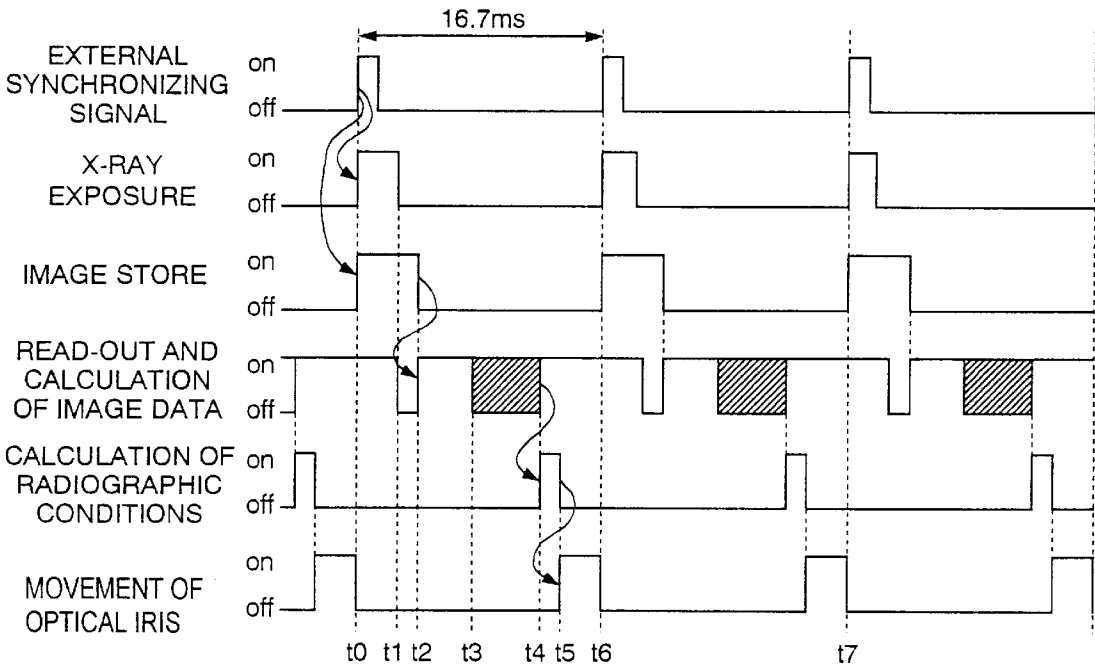 16.7ms
EXTERNAL
SYNCHRONIZING
SIGNAL
on
off
X-RAY
EXPOSURE
on
off
IMAGE STORE
on
off
READ-OUT AND
CALCULATION
OF IMAGE DATA
on
off
CALCULATION OF
RADIOGRAPHIC
CONDITIONS
on
off
MOVEMENT OF
OPTICAL IRIS
on
off
t0 t1 t2 t3 t4 t5 t6 t7